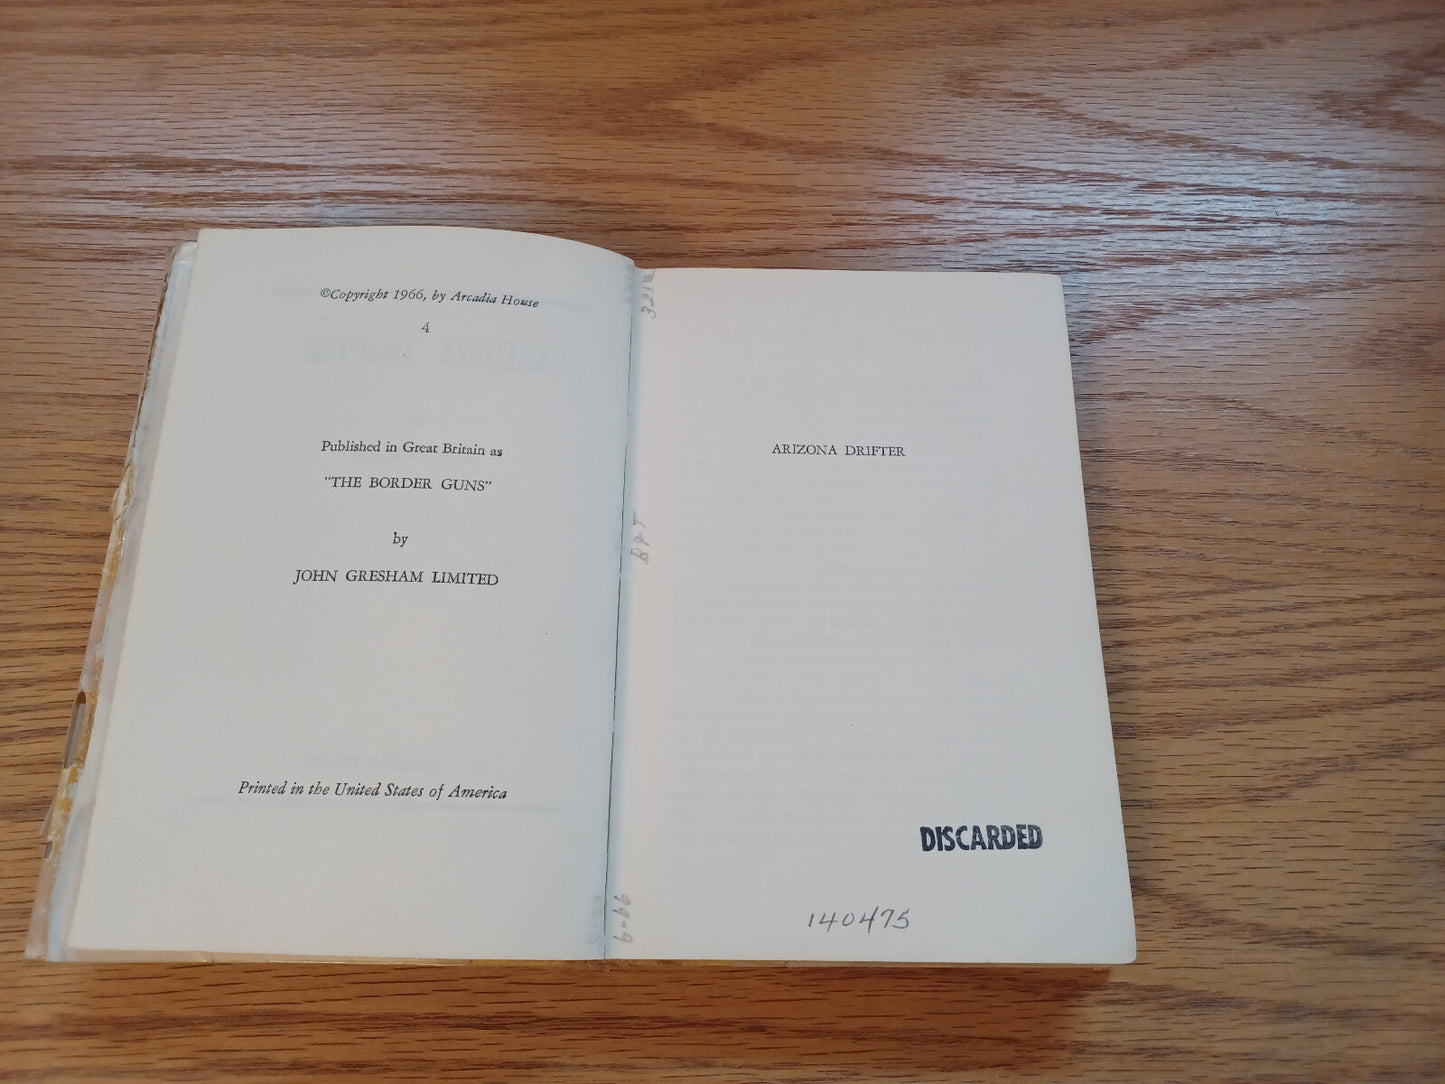 ©Copyright 1966, by Arcadia House
4
Published in Great Britain as
"THE BORDER GUNS"
by
JOHN GRESHAM LIMITED
Printed in the United States of America
ARIZONA DRIFTER
DISCARDED
140475